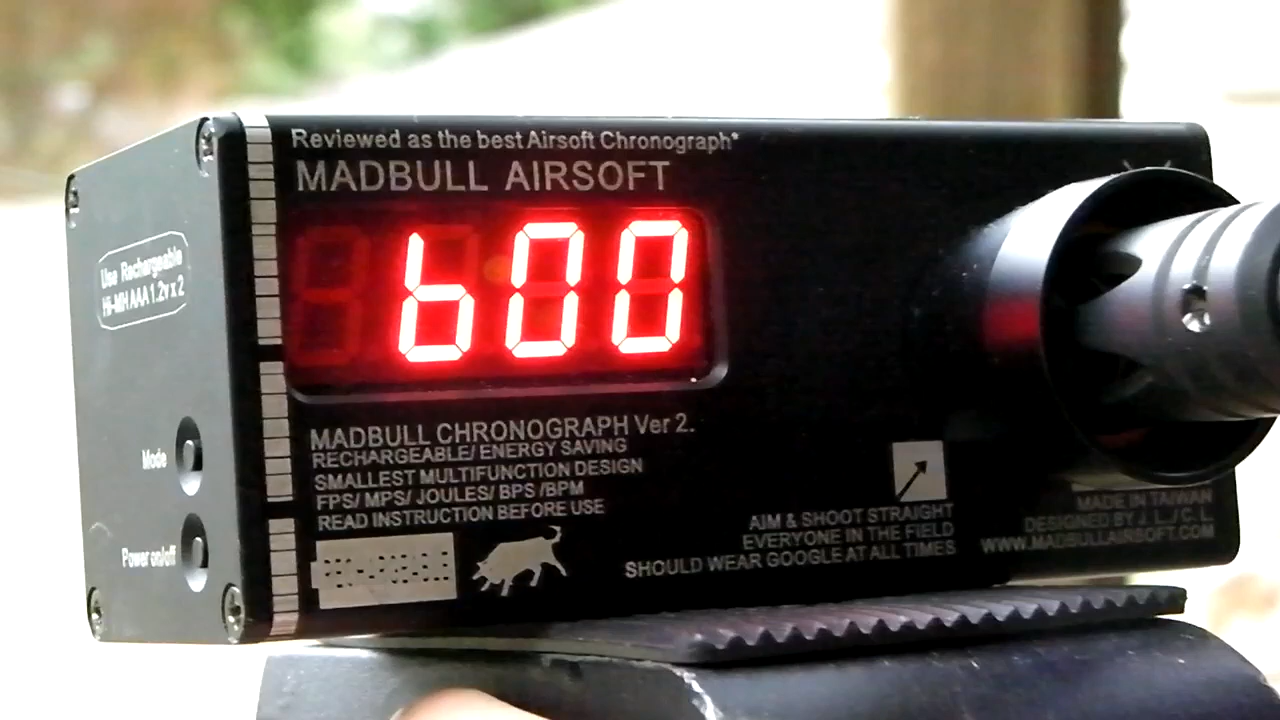 Reviewed as the best Airsoft Chronograph*
MADBULL AIRSOFT
600
Use Rechargeable
Hi-MH AAA 1.2v x 2
Mode
Power on/off
MADBULL CHRONOGRAPH Ver 2.
RECHARGEABLE/ ENERGY SAVING
SMALLEST MULTIFUNCTION DESIGN
FPS/ MPS/ JOULES/ BPS /BPM
READ INSTRUCTION BEFORE USE
AIM & SHOOT STRAIGHT
EVERYONE IN THE FIELD
SHOULD WEAR GOOGLE AT ALL TIMES
MADE IN TAIWAN
DESIGNED BY J. L. / C. L.
WWW.MADBULLAIRSOFT.COM